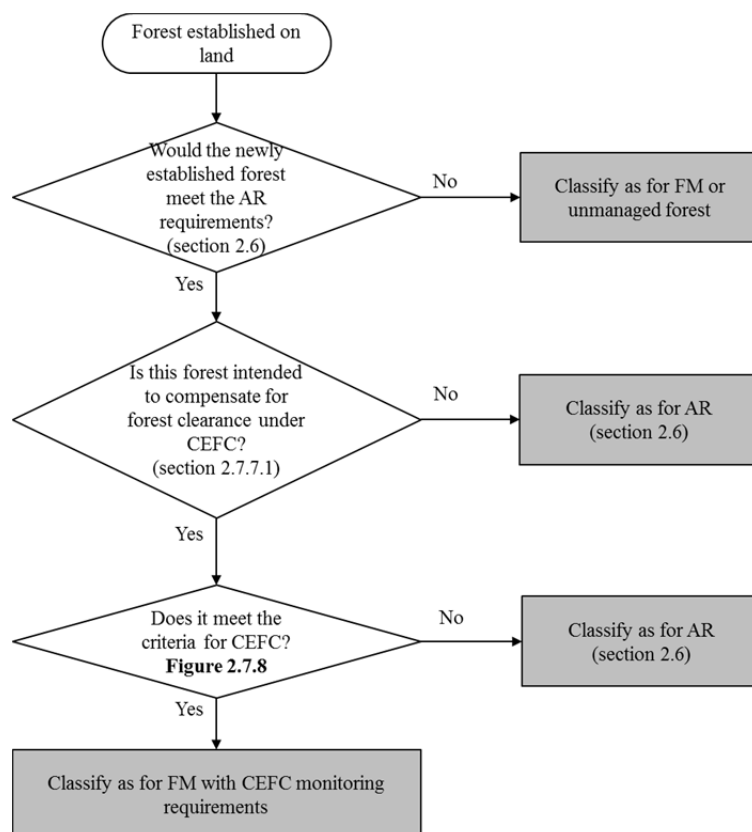 Forest established on
land
Would the newly
established forest
meet the AR
requirements?
(section 2.6)
No
Classify as for FM or
unmanaged forest
Yes
Is this forest intended
to compensate for
forest clearance under
CEFC?
(section 2.7.7.1)
No
Classify as for AR
(section 2.6)
Yes
Does it meet the
criteria for CEFC?
Figure 2.7.8
No
Classify as for AR
(section 2.6)
Yes
Classify as for FM with CEFC monitoring
requirements